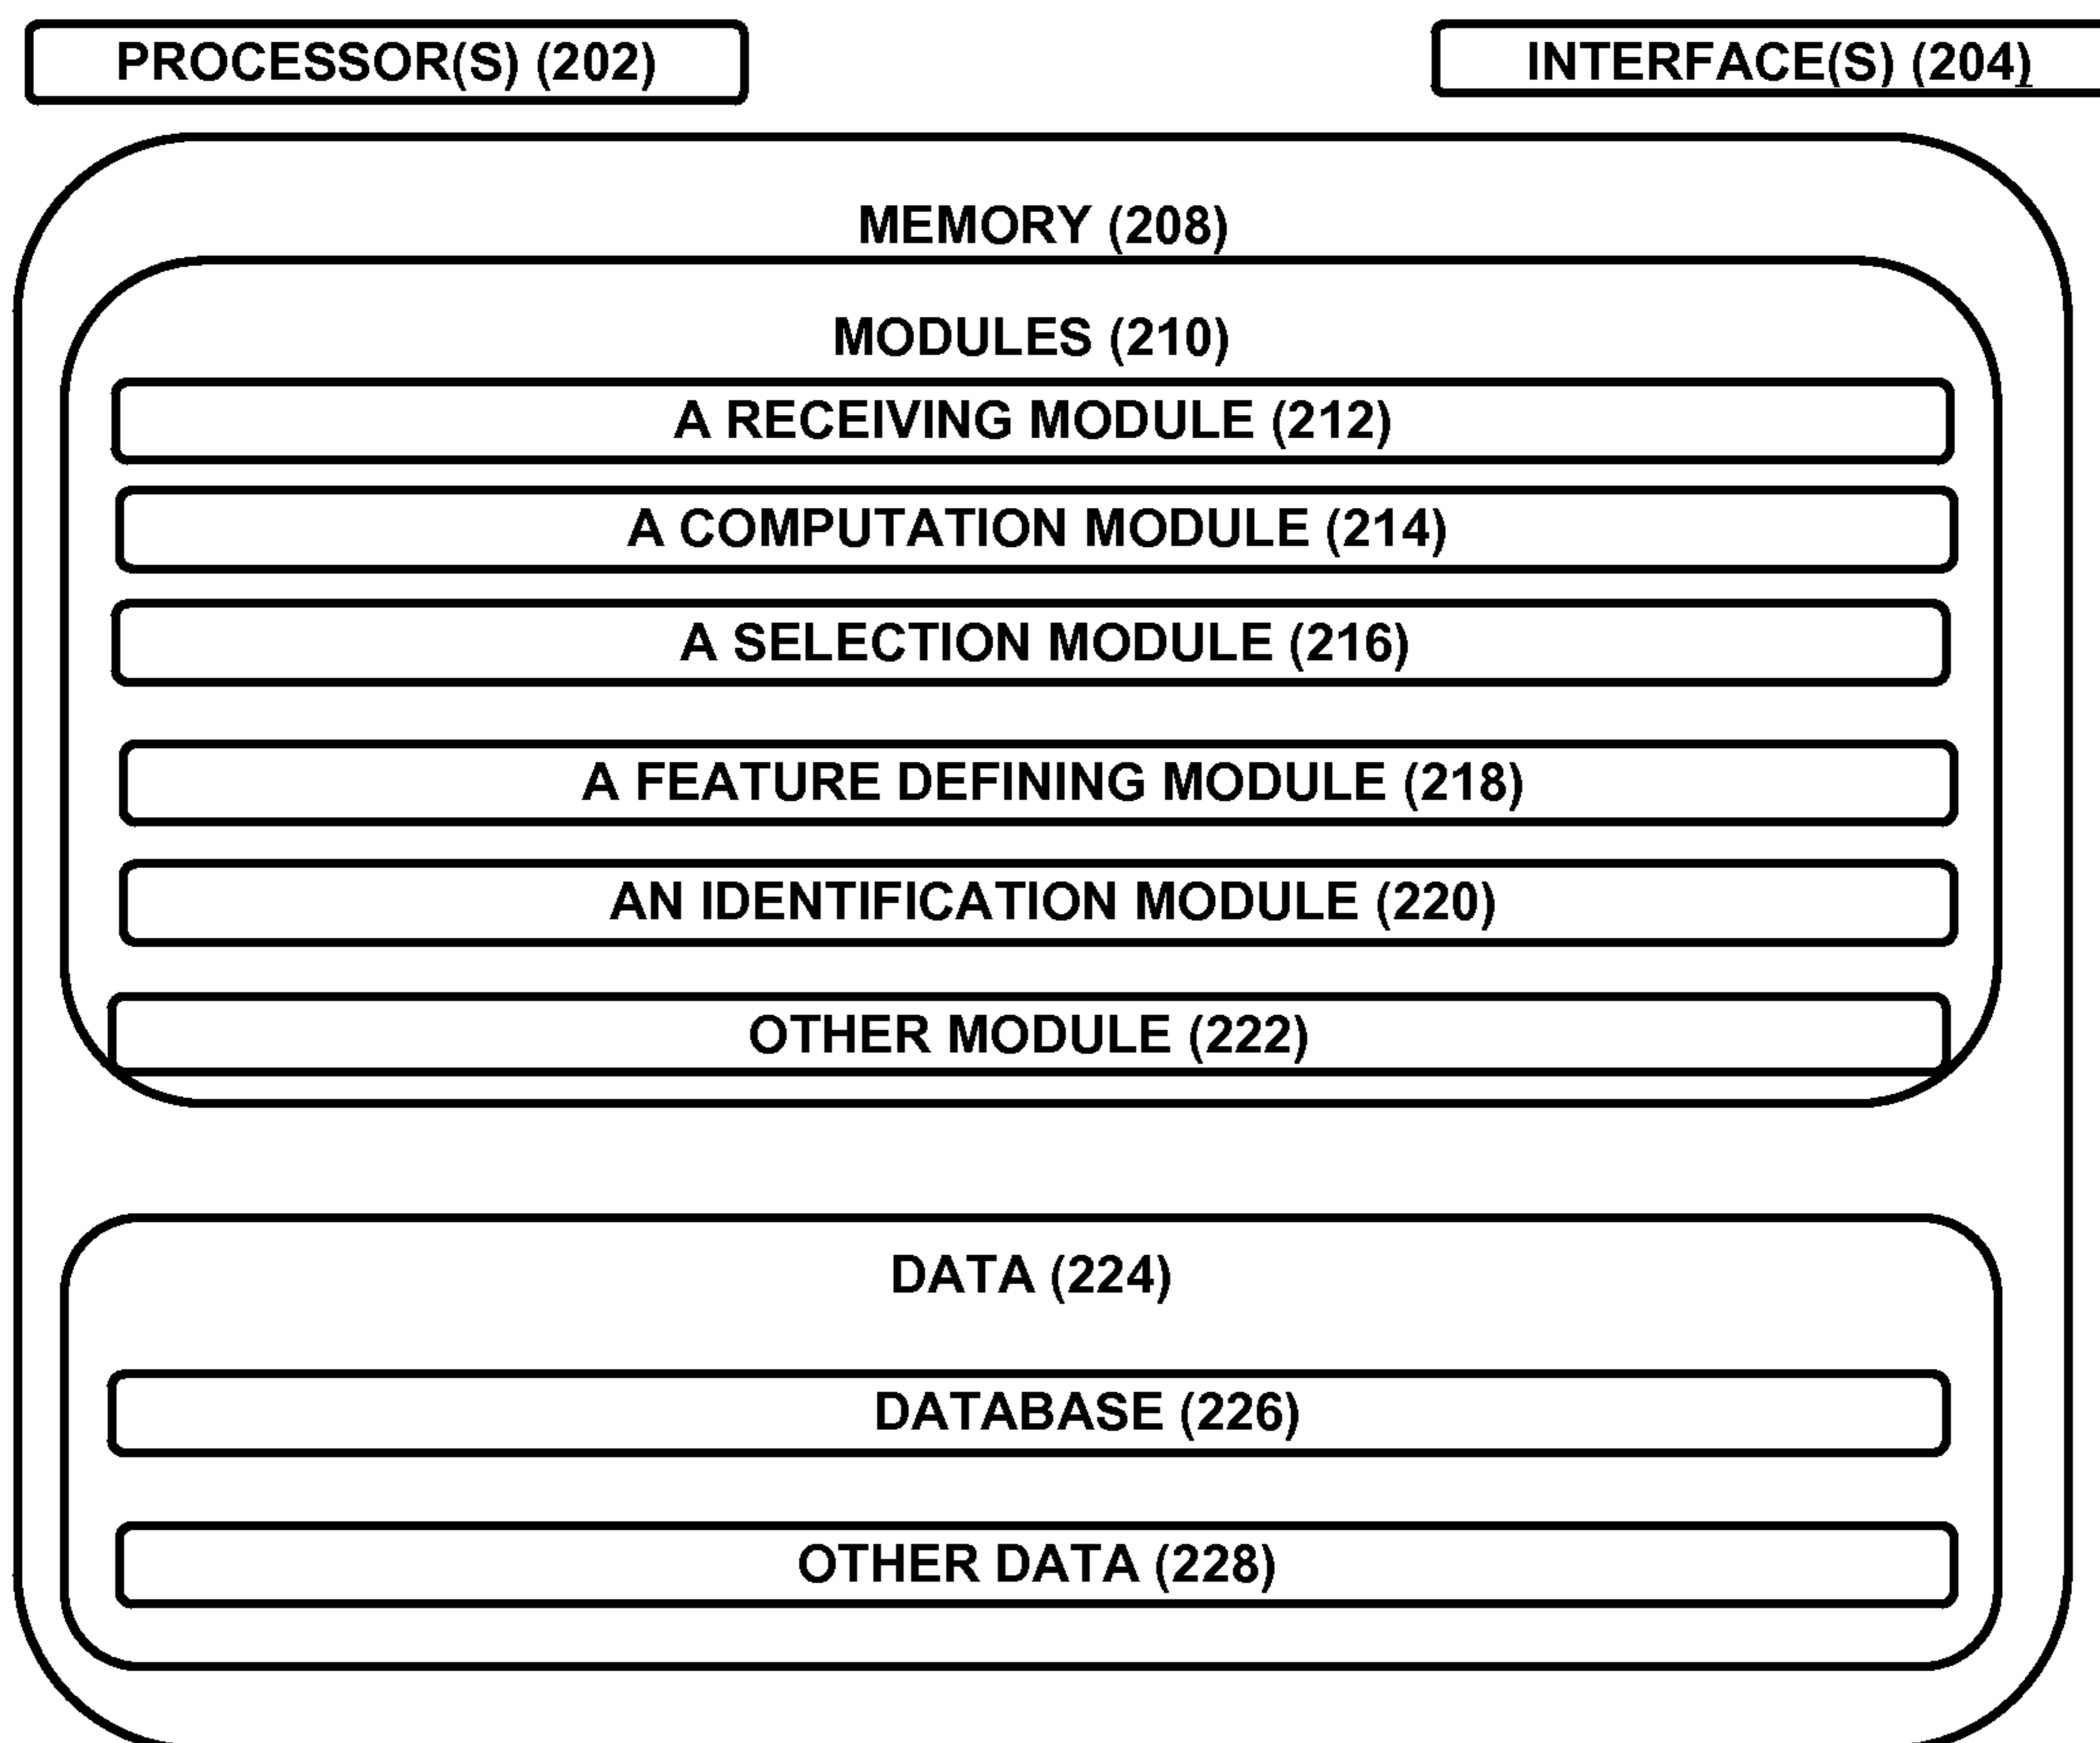 PROCESSOR(S) (202)
INTERFACE(S) (204)
MEMORY (208)
MODULES (210)
A RECEIVING MODULE (212)
A COMPUTATION MODULE (214)
A SELECTION MODULE (216)
A FEATURE DEFINING MODULE (218)
AN IDENTIFICATION MODULE (220)
OTHER MODULE (222)
DATA (224)
DATABASE (226)
OTHER DATA (228)